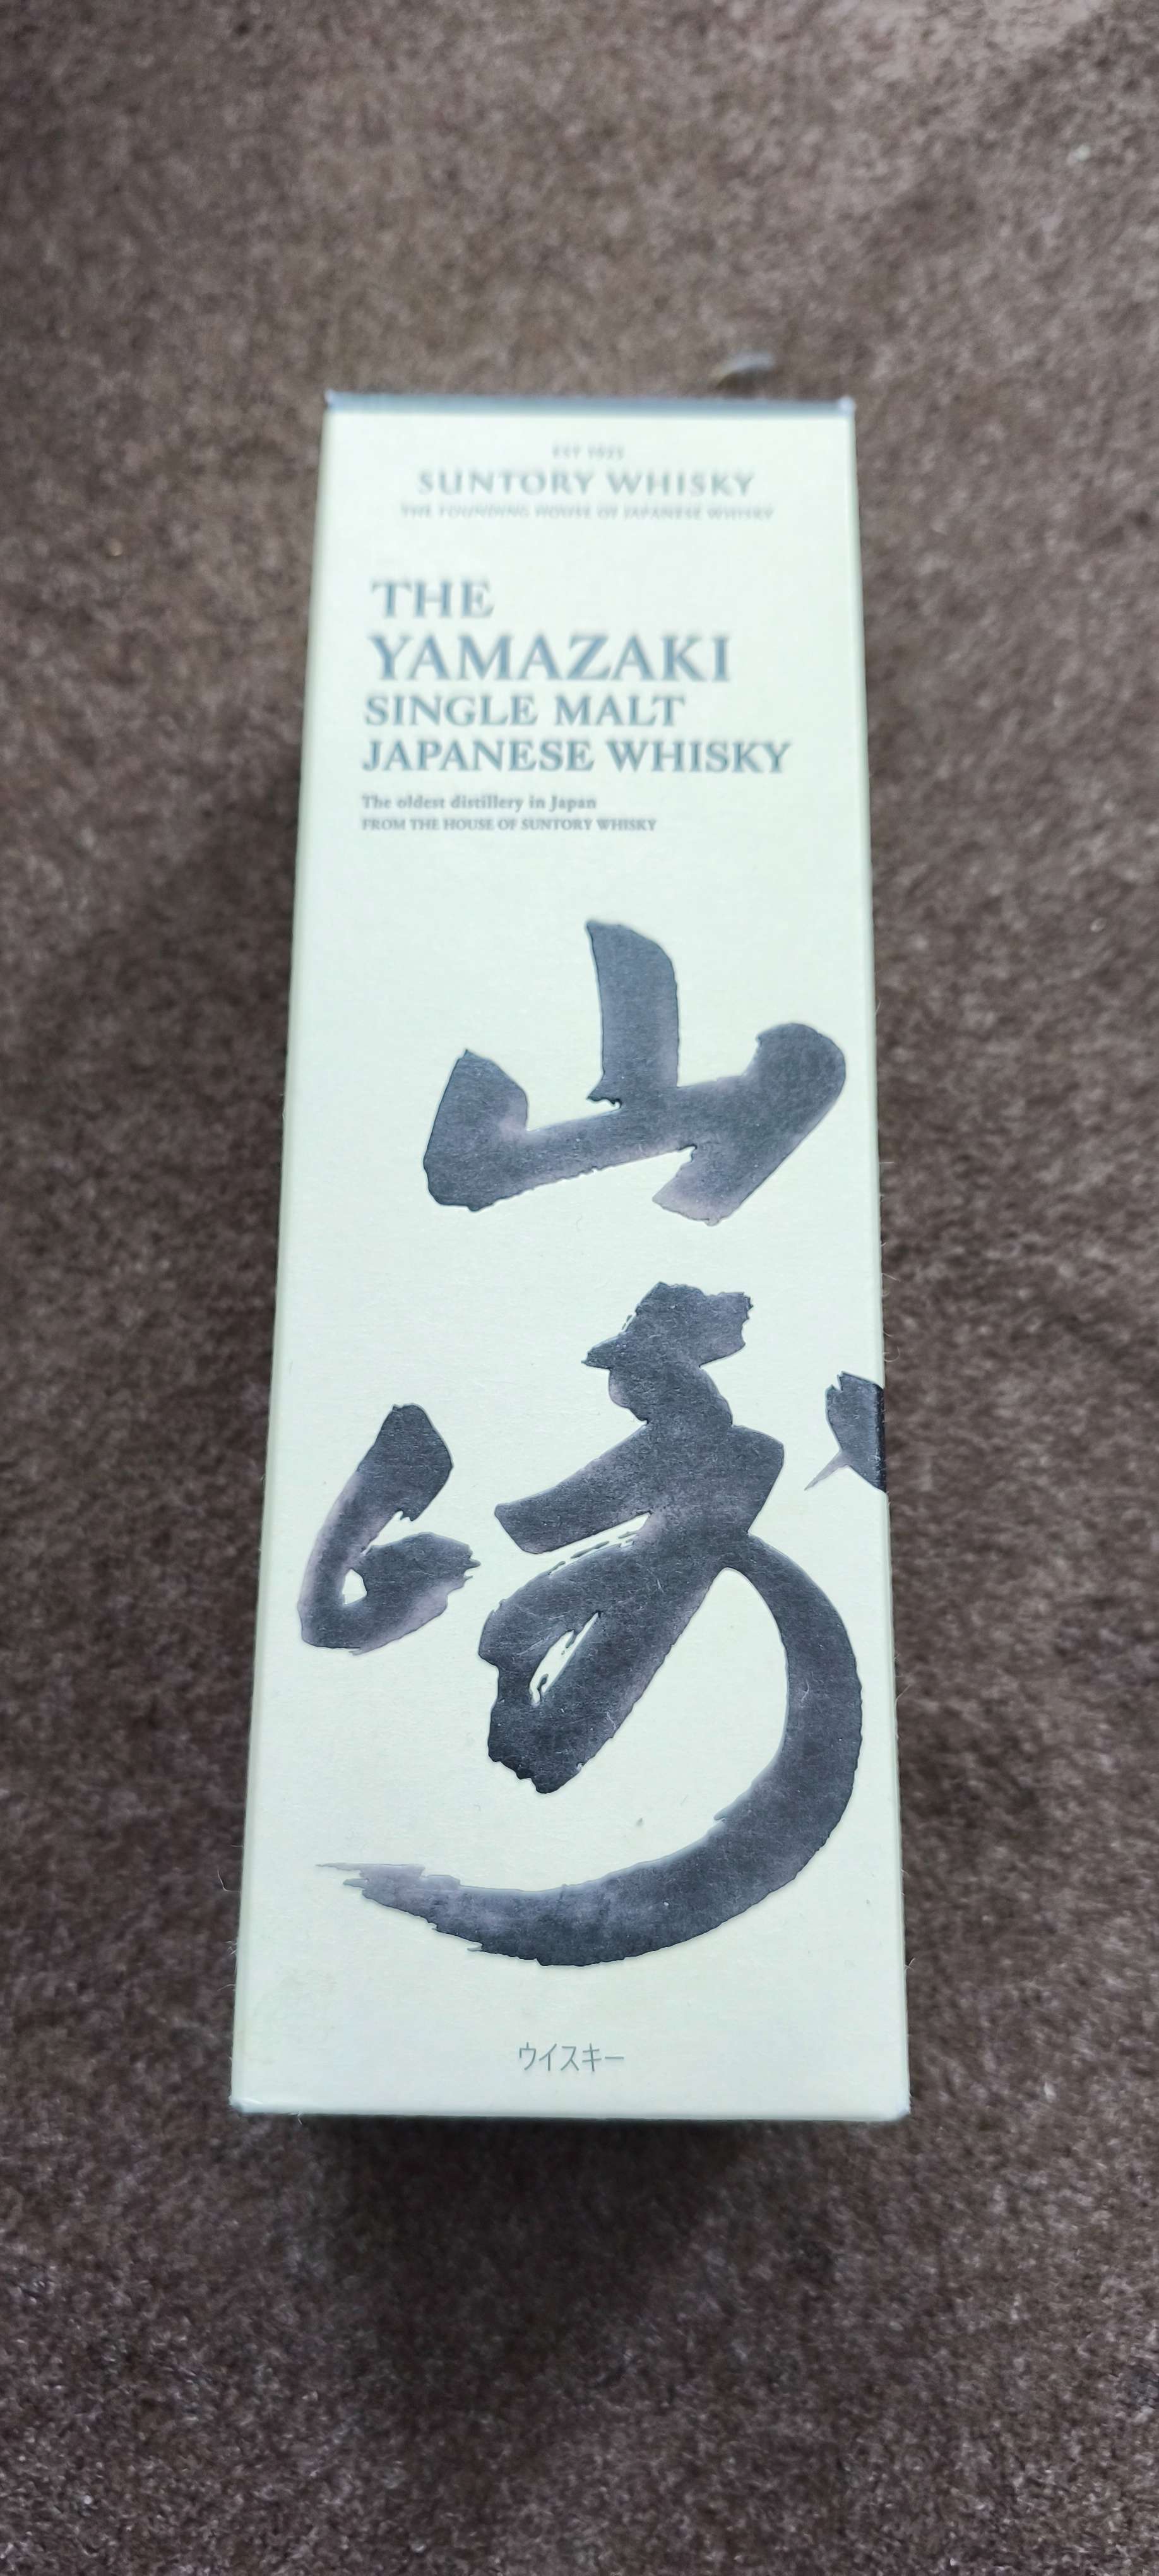 EST 1923
SUNTORY WHISKY
THE FOUNDING HOUSE OF JAPANESE WHISKY
THE
YAMAZAKI
SINGLE MALT
JAPANESE WHISKY
The oldest distillery in Japan
FROM THE HOUSE OF SUNTORY WHISKY
山
崎
ウイスキー